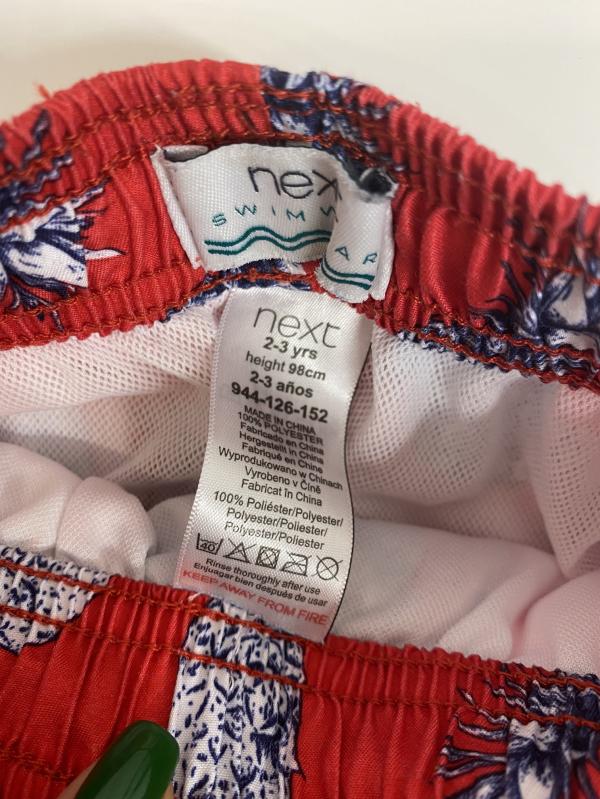 next
SWIMW AR
next
2-3 yrs
height 98cm
2-3 años
944-126-152
MADE IN CHINA
100% POLYESTER
Fabricado en China
Hergestellt in China
Fabriqué en Chine
Wyprodukowano w Chinach
Vyrobeno v Číně
Fabricat în China
100% Poliéster/Polyester/
Polyester/Poliester/
Polyester/Poliester
40
Rinse thoroughly after use
Enjuagar bien después de usar
KEEP AWAY FROM FIRE